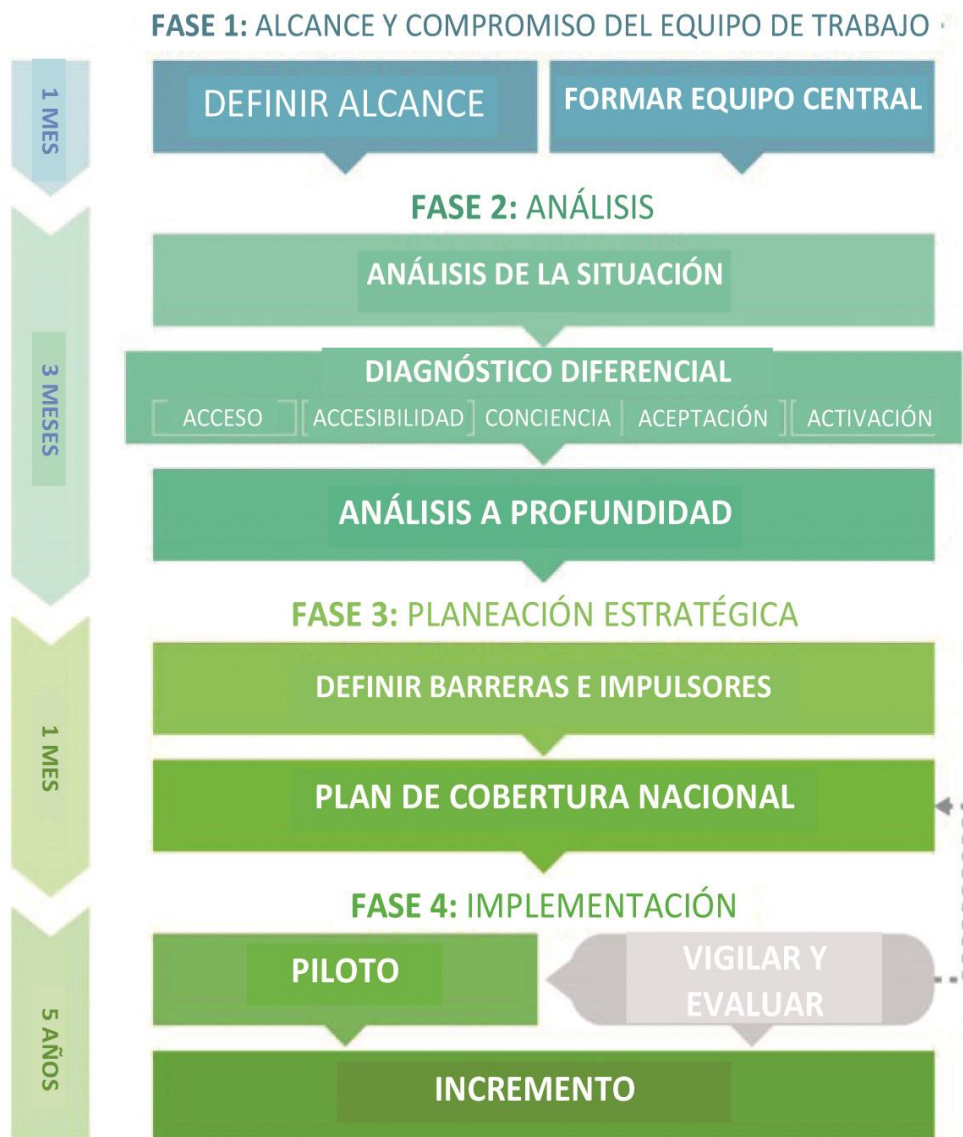 FASE 1: ALCANCE Y COMPROMISO DEL EQUIPO DE TRABAJO
1 MES
DEFINIR ALCANCE
FORMAR EQUIPO CENTRAL
FASE 2: ANÁLISIS
3 MESES
ANÁLISIS DE LA SITUACIÓN
DIAGNÓSTICO DIFERENCIAL
ACCESO ACCESIBILIDAD CONCIENCIA ACEPTACIÓN ACTIVACIÓN
ANÁLISIS A PROFUNDIDAD
FASE 3: PLANEACIÓN ESTRATÉGICA
1 MES
DEFINIR BARRERAS E IMPULSORES
PLAN DE COBERTURA NACIONAL
FASE 4: IMPLEMENTACIÓN
5 AÑOS
PILOTO
VIGILAR Y
EVALUAR
INCREMENTO